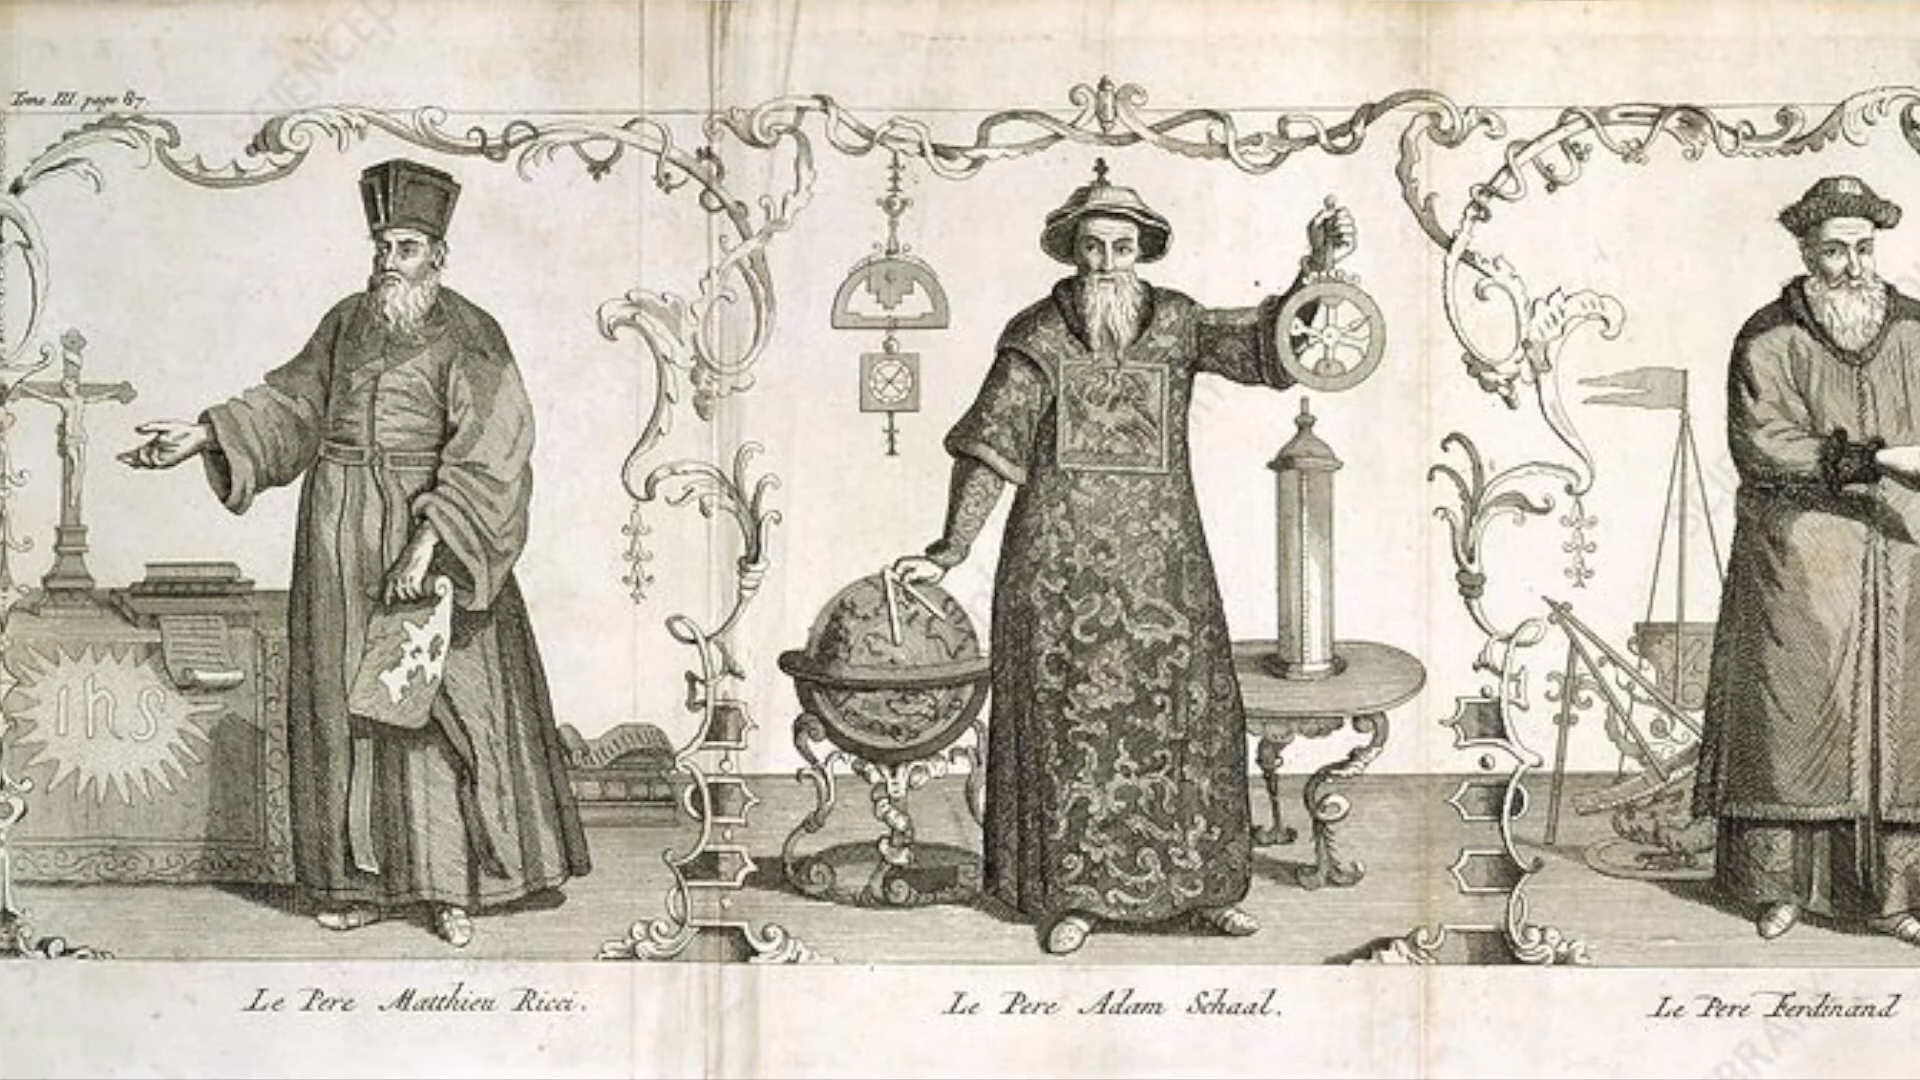 Tome III. page 87.
ihs
Le Pere Matthieu Ricci.
Le Pere Adam Schaal.
Le Pere Ferdinand